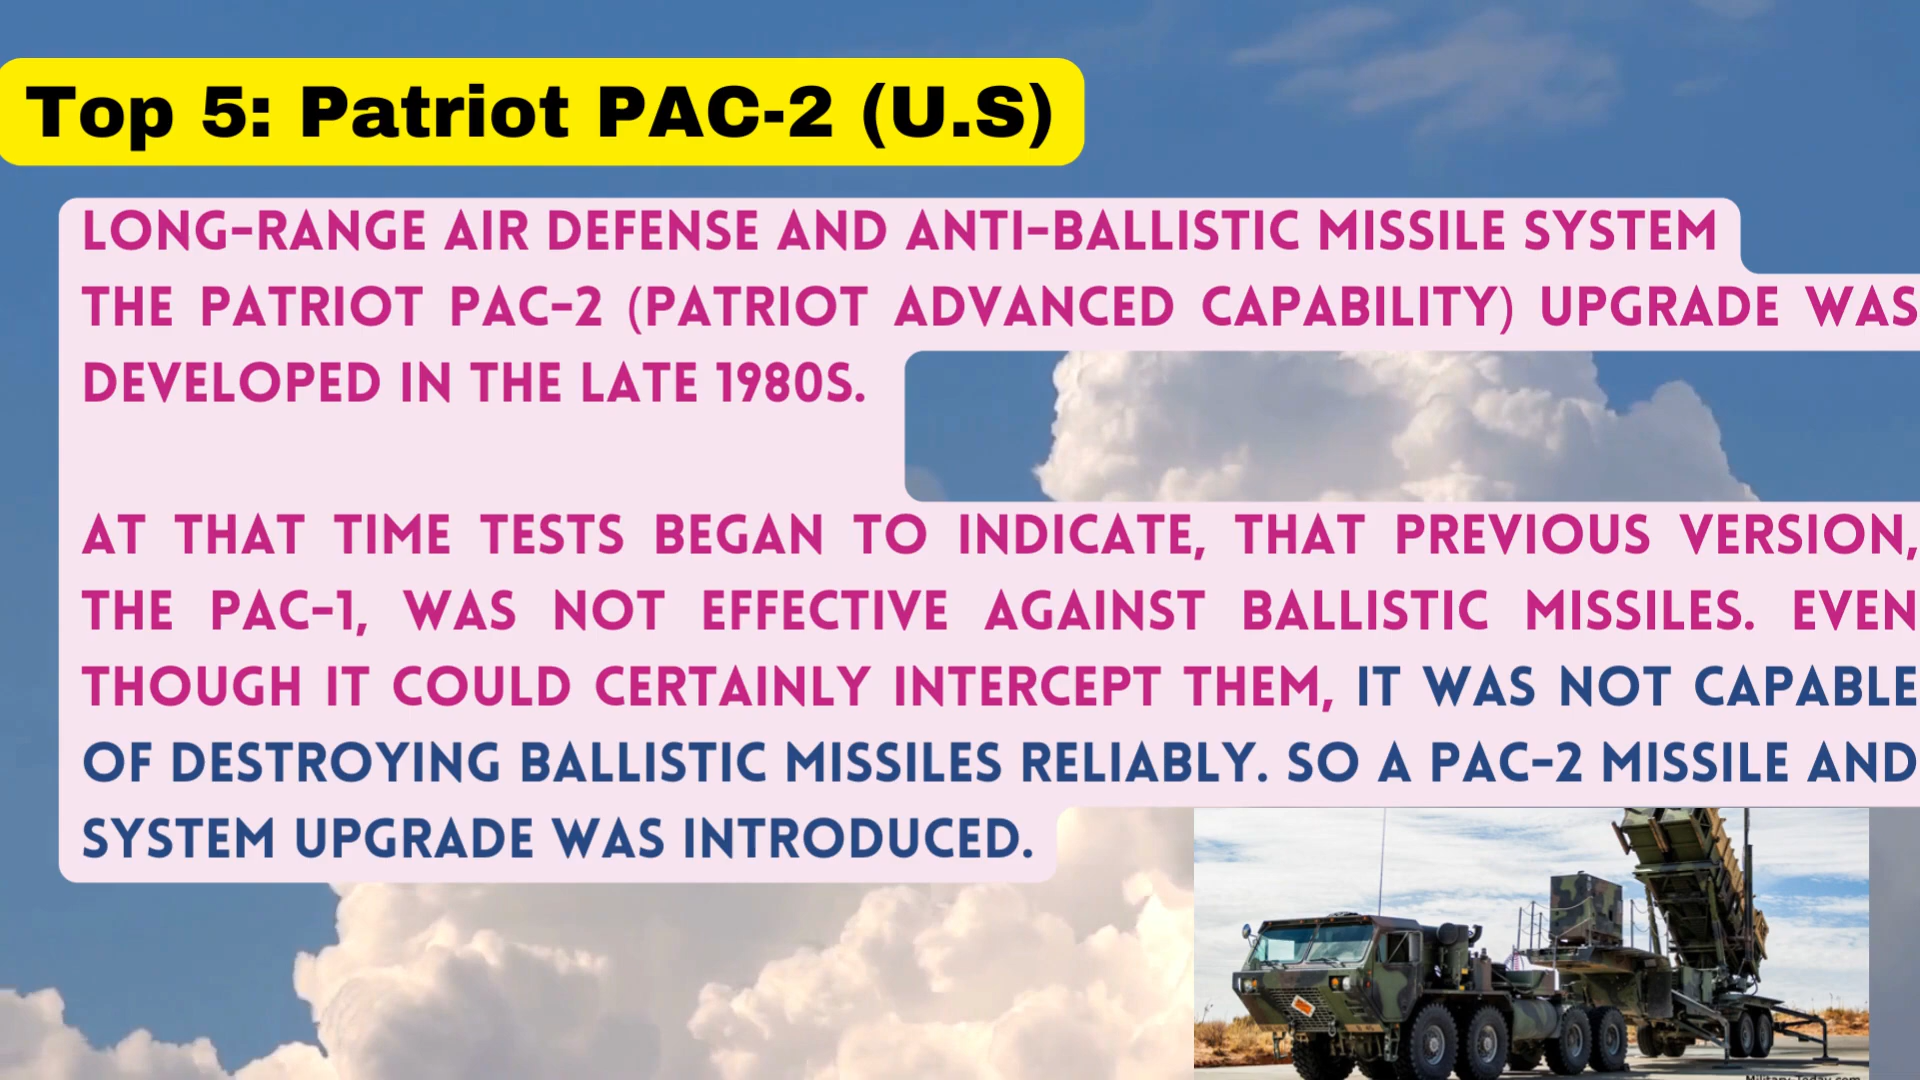 Top 5: Patriot PAC-2 (U.S)
LONG-RANGE AIR DEFENSE AND ANTI-BALLISTIC MISSILE SYSTEM
THE PATRIOT PAC-2 (PATRIOT ADVANCED CAPABILITY) UPGRADE WAS
DEVELOPED IN THE LATE 1980S.
AT THAT TIME TESTS BEGAN TO INDICATE, THAT PREVIOUS VERSION,
THE PAC-1, WAS NOT EFFECTIVE AGAINST BALLISTIC MISSILES. EVEN
THOUGH IT COULD CERTAINLY INTERCEPT THEM, IT WAS NOT CAPABLE
OF DESTROYING BALLISTIC MISSILES RELIABLY. SO A PAC-2 MISSILE AND
SYSTEM UPGRADE WAS INTRODUCED.
Military-Today.com